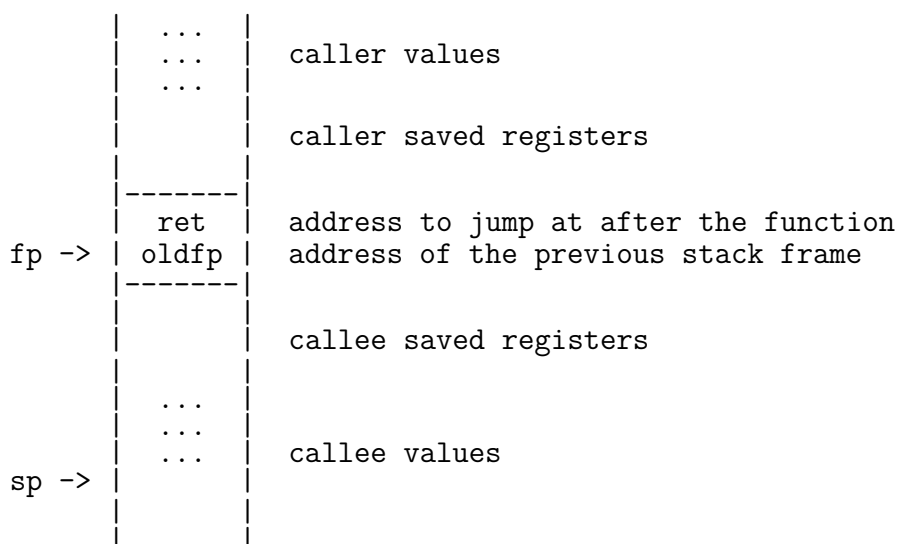 ...
... caller values
...
caller saved registers
ret address to jump at after the function
fp -> oldfp address of the previous stack frame
callee saved registers
...
...
... callee values
sp ->